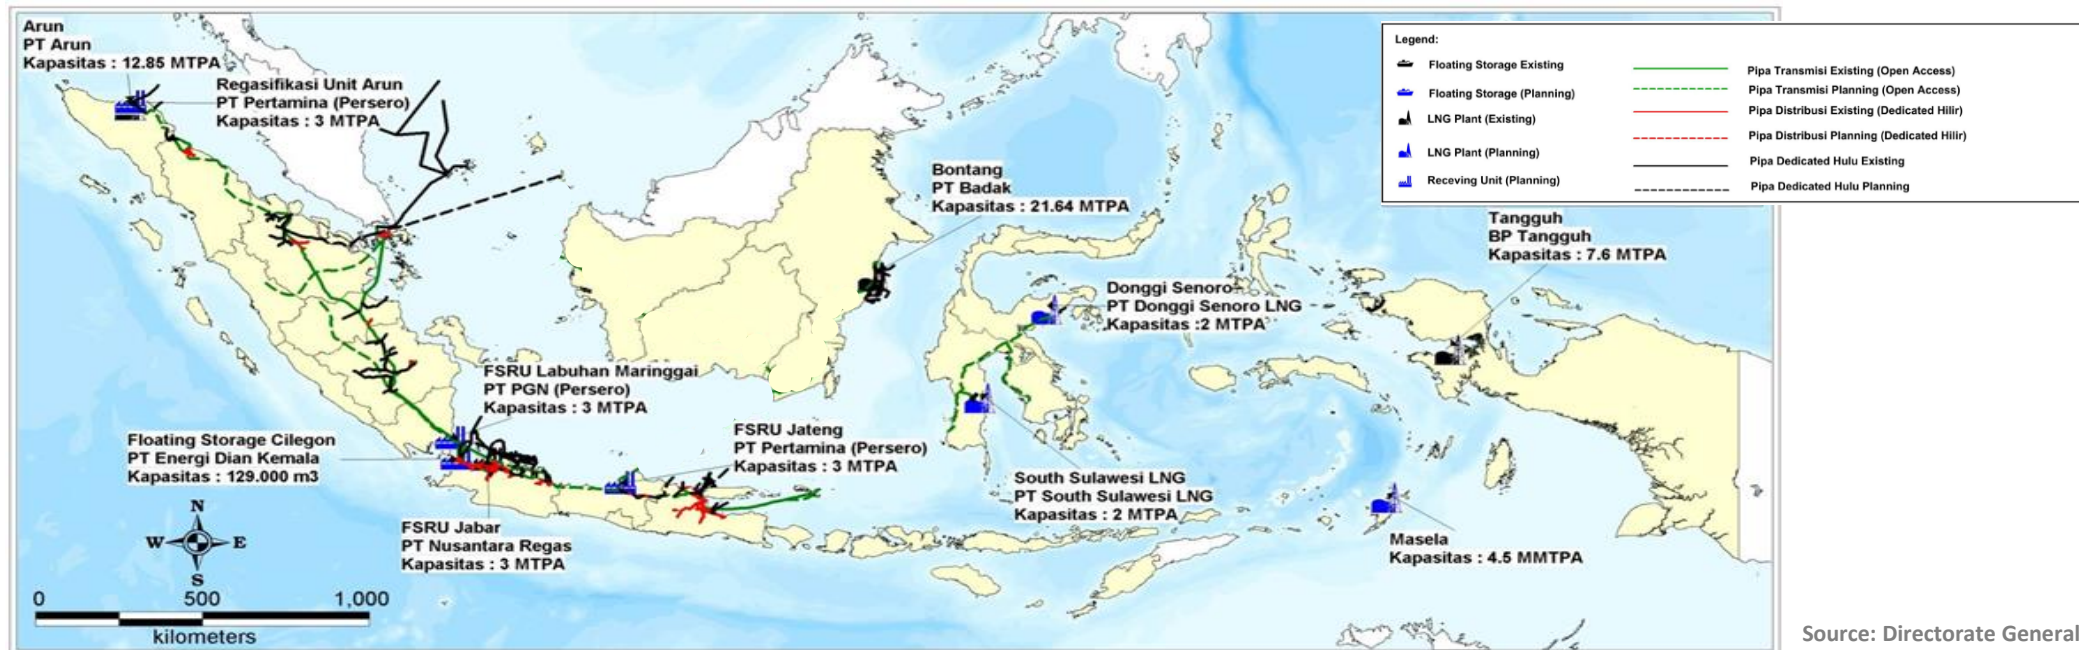 Arun
PT Arun
Kapasitas : 12.85 MTPA
Regasifikasi Unit Arun
PT Pertamina (Persero)
Kapasitas : 3 MTPA
Bontang
PT Badak
Kapasitas : 21.64 MTPA
Legend:
Floating Storage Existing
Floating Storage (Planning)
LNG Plant (Existing)
LNG Plant (Planning)
Receving Unit (Planning)
Pipa Transmisi Existing (Open Access)
Pipa Transmisi Planning (Open Access)
Pipa Distribusi Existing (Dedicated Hilir)
Pipa Distribusi Planning (Dedicated Hilir)
Pipa Dedicated Hulu Existing
Pipa Dedicated Hulu Planning
Tangguh
BP Tangguh
Kapasitas : 7.6 MTPA
Donggi Senoro
PT Donggi Senoro LNG
Kapasitas :2 MTPA
FSRU Labuhan Maringgai
PT PGN (Persero)
Kapasitas : 3 MTPA
FSRU Jateng
PT Pertamina (Persero)
Kapasitas : 3 MTPA
Floating Storage Cilegon
PT Energi Dian Kemala
Kapasitas : 129.000 m3
South Sulawesi LNG
PT South Sulawesi LNG
Kapasitas : 2 MTPA
FSRU Jabar
PT Nusantara Regas
Kapasitas : 3 MTPA
Masela
Kapasitas : 4.5 MMTPA
N
W E
S
0 500 1,000
kilometers
Source: Directorate General